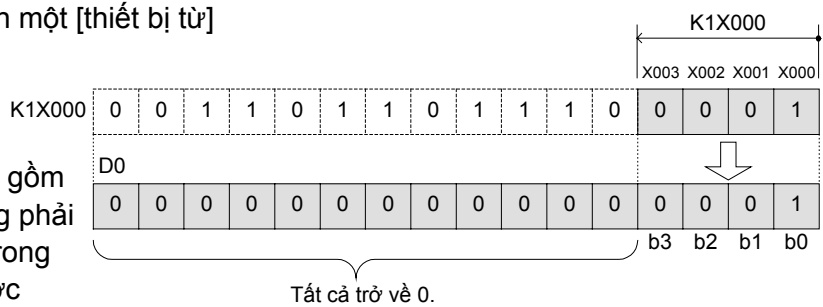 n một [thiết bị từ]
K1X000
X003 X002 X001 X000
K1X000 0 0 1 1 0 1 1 0 1 1 1 0 0 0 0 1
D0
gồm
0 0 0 0 0 0 0 0 0 0 0 0 0 0 0 1
g phải
rong
b3 b2 b1 b0
ợc
Tất cả trở về 0.